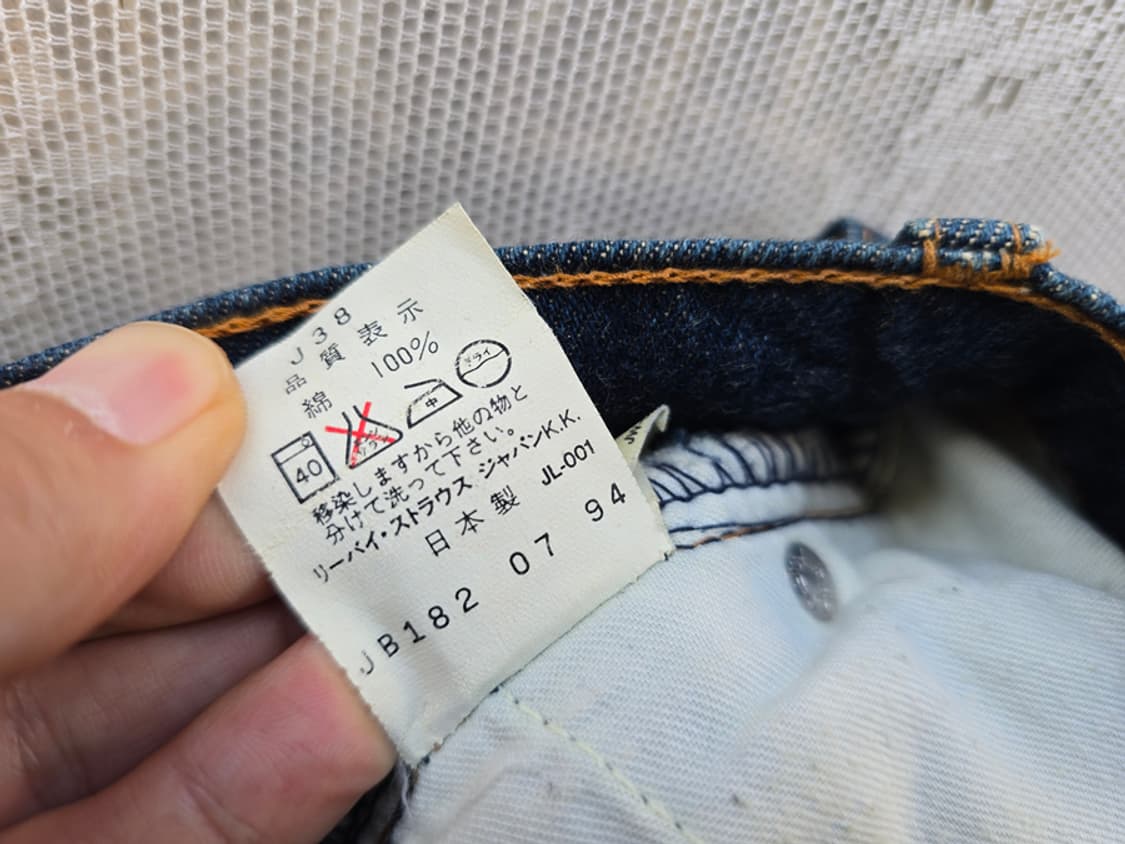 J38
品質表示
綿 100%
40 中 ドライ
移染しますから他の物と
分けて洗って下さい。
リーバイ・ストラウス ジャパンK.K.
日本製 JL-001
JB182 07 94